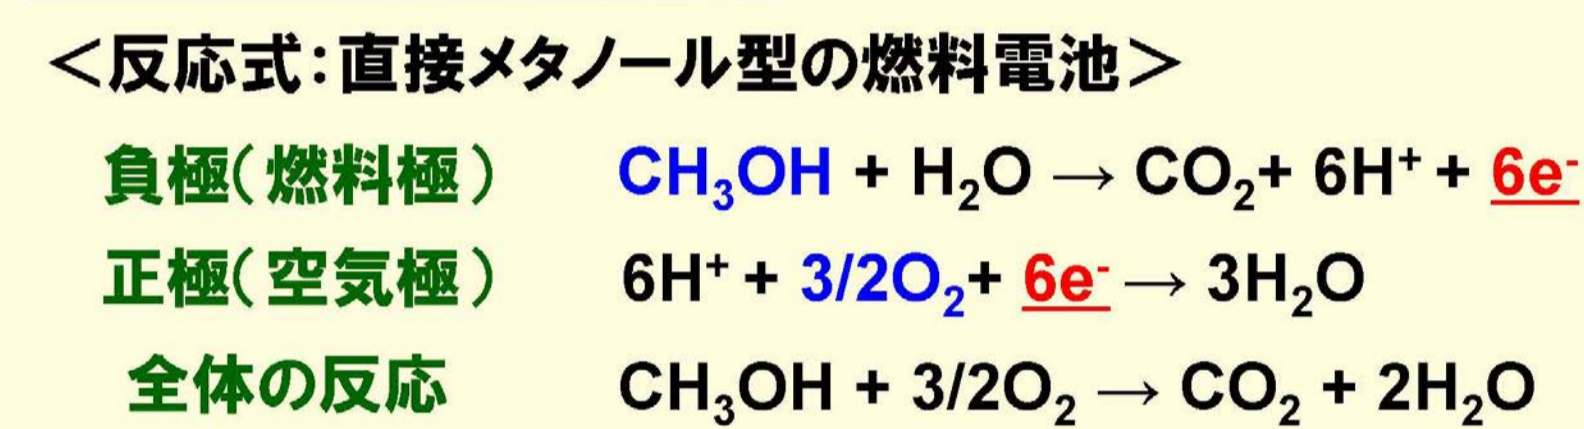 ＜反応式：直接メタノール型の燃料電池＞
負極（燃料極） CH₃OH + H₂O → CO₂+ 6H⁺ + 6e⁻
正極（空気極） 6H⁺ + 3/2O₂+ 6e⁻ → 3H₂O
全体の反応 CH₃OH + 3/2O₂ → CO₂ + 2H₂O